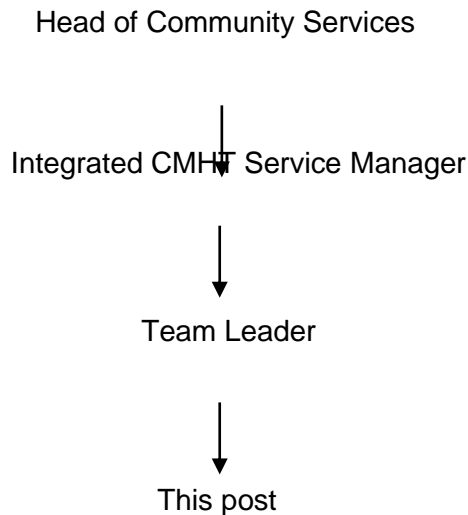 Head of Community Services
Integrated CMHT Service Manager
Team Leader
This post